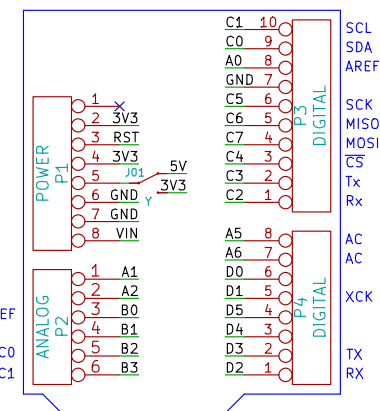 C1 10 SCL
C0 9 SDA
A0 8 AREF
GND 7
C5 6 SCK
C6 5 MISO
C7 4 MOSI
C4 3 CS
C3 2 Tx
C2 1 Rx
P3
DIGITAL
1
2 3V3
3 RST
4 3V3
5 J01 5V
3V3
Y
6 GND
7 GND
8 VIN
POWER
P1
A5 8 AC
A6 7 AC
D0 6
D1 5 XCK
D5 4
D4 3
D3 2 TX
D2 1 RX
P4
DIGITAL
1 A1
2 A2
EF 3 B0
4 B1
C0 5 B2
C1 6 B3
ANALOG
P2